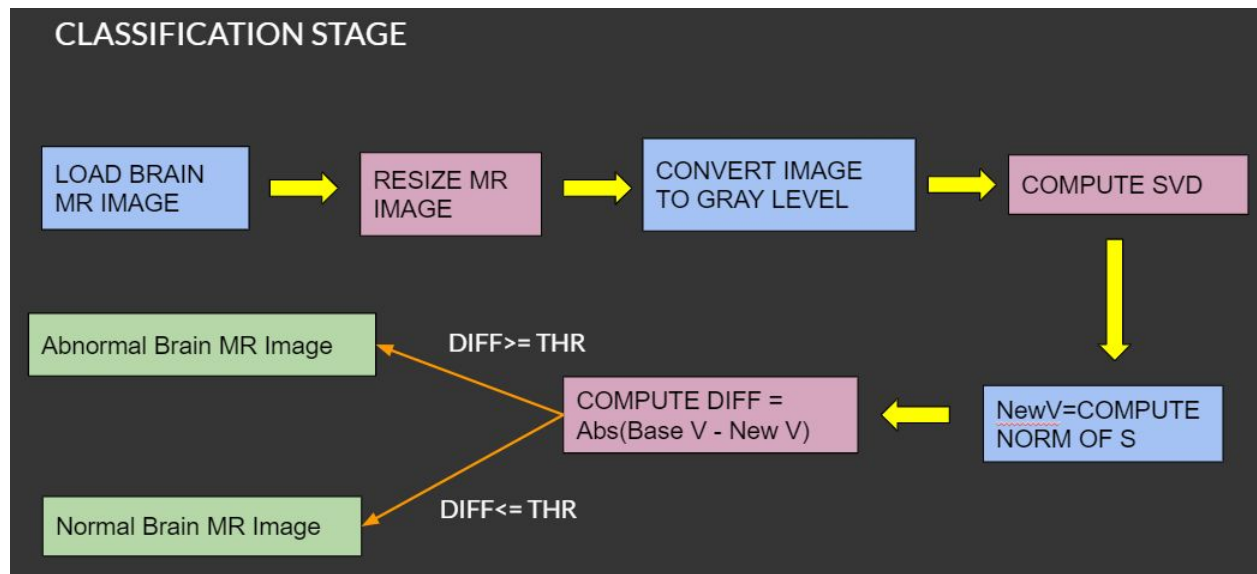 CLASSIFICATION STAGE
LOAD BRAIN
MR IMAGE
RESIZE MR
IMAGE
CONVERT IMAGE
TO GRAY LEVEL
COMPUTE SVD
NewV=COMPUTE
NORM OF S
COMPUTE DIFF =
Abs(Base V - New V)
DIFF>= THR
Abnormal Brain MR Image
DIFF<= THR
Normal Brain MR Image